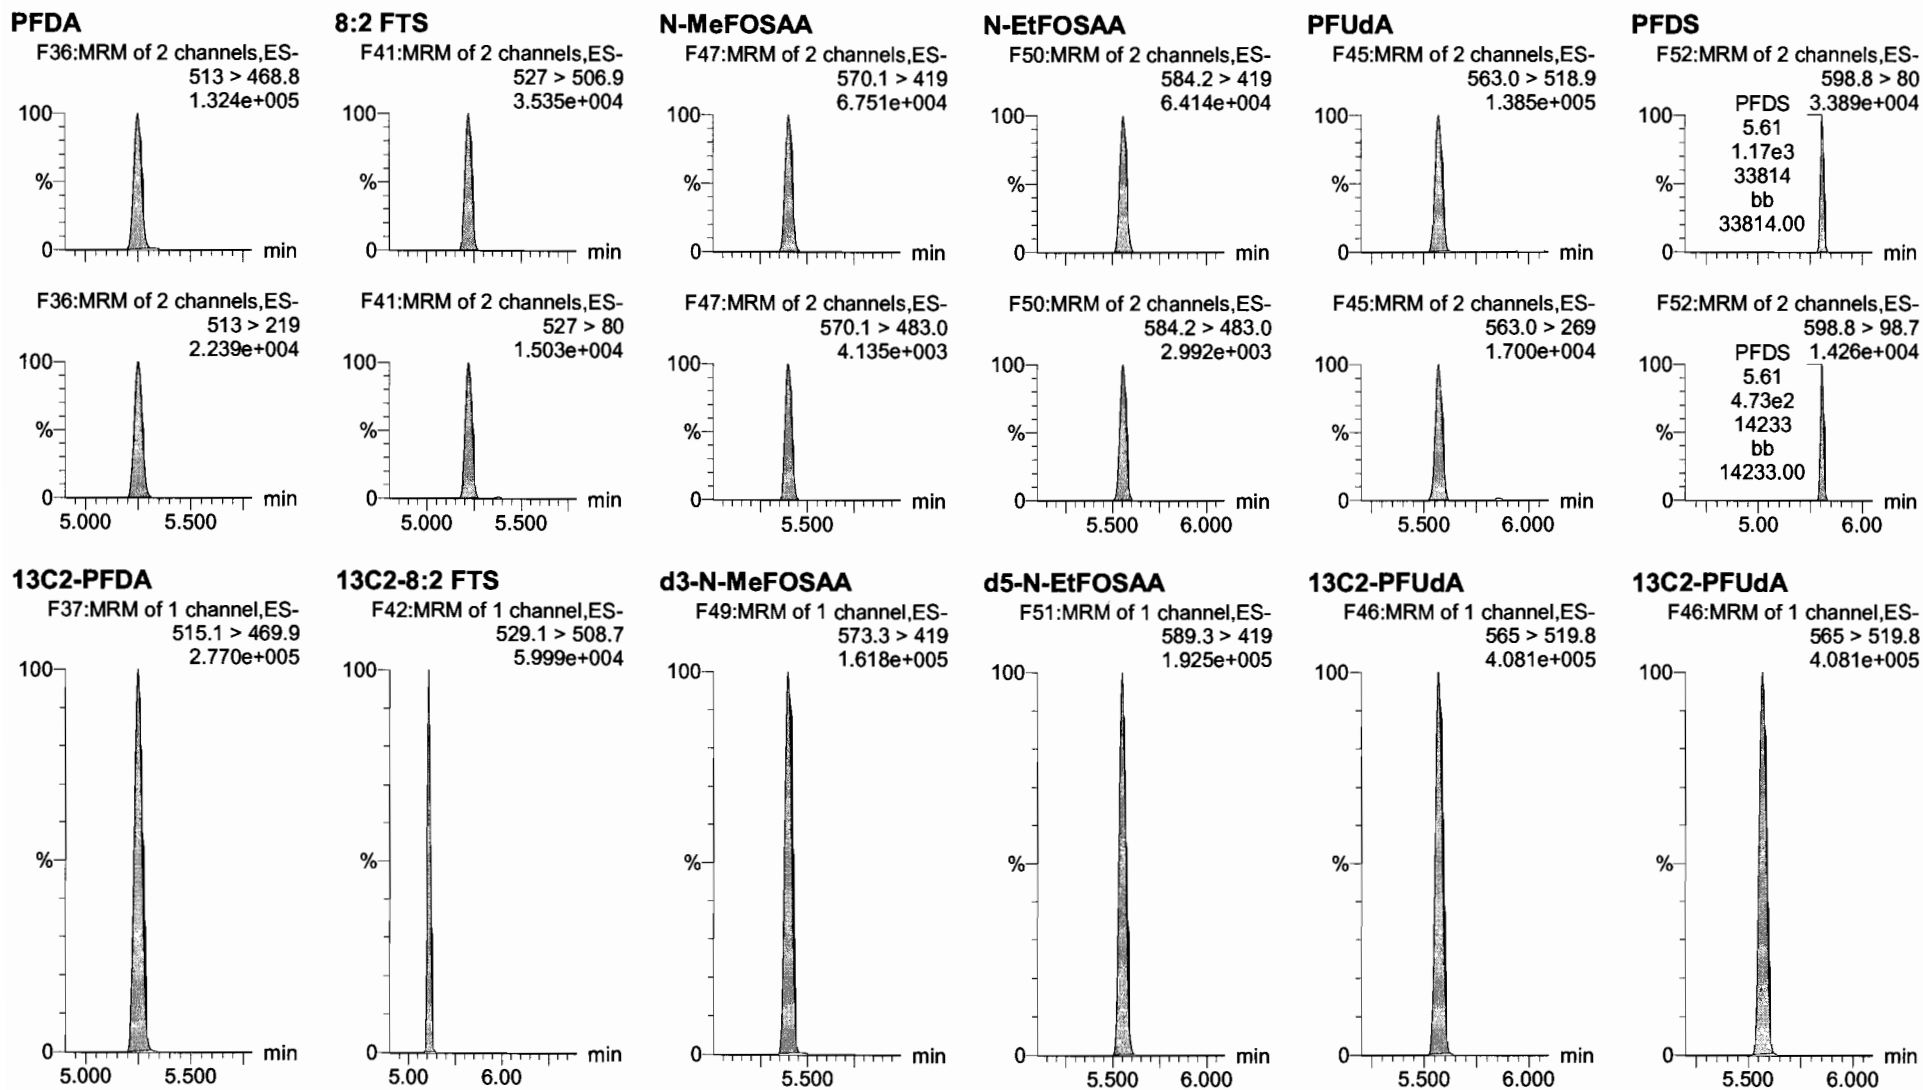 PFDA
F36:MRM of 2 channels,ES-
513 > 468.8
1.324e+005
100
%
0
min
8:2 FTS
F41:MRM of 2 channels,ES-
527 > 506.9
3.535e+004
100
%
0
min
N-MeFOSAA
F47:MRM of 2 channels,ES-
570.1 > 419
6.751e+004
100
%
0
min
N-EtFOSAA
F50:MRM of 2 channels,ES-
584.2 > 419
6.414e+004
100
%
0
min
PFUdA
F45:MRM of 2 channels,ES-
563.0 > 518.9
1.385e+005
100
%
0
min
PFDS
F52:MRM of 2 channels,ES-
598.8 > 80
3.389e+004
PFDS
5.61
1.17e3
33814
bb
33814.00
100
%
0
min
F36:MRM of 2 channels,ES-
513 > 219
2.239e+004
100
%
0
min
5.000 5.500
F41:MRM of 2 channels,ES-
527 > 80
1.503e+004
100
%
0
min
5.000 5.500
F47:MRM of 2 channels,ES-
570.1 > 483.0
4.135e+003
100
%
0
min
5.500
F50:MRM of 2 channels,ES-
584.2 > 483.0
2.992e+003
100
%
0
min
5.500 6.000
F45:MRM of 2 channels,ES-
563.0 > 269
1.700e+004
100
%
0
min
5.500 6.000
F52:MRM of 2 channels,ES-
598.8 > 98.7
1.426e+004
PFDS
5.61
4.73e2
14233
bb
14233.00
100
%
0
min
5.00 6.00
13C2-PFDA
F37:MRM of 1 channel,ES-
515.1 > 469.9
2.770e+005
100
%
0
min
5.000 5.500
13C2-8:2 FTS
F42:MRM of 1 channel,ES-
529.1 > 508.7
5.999e+004
100
%
0
min
5.00 6.00
d3-N-MeFOSAA
F49:MRM of 1 channel,ES-
573.3 > 419
1.618e+005
100
%
0
min
5.500
d5-N-EtFOSAA
F51:MRM of 1 channel,ES-
589.3 > 419
1.925e+005
100
%
0
min
5.500 6.000
13C2-PFUdA
F46:MRM of 1 channel,ES-
565 > 519.8
4.081e+005
100
%
0
min
5.500 6.000
13C2-PFUdA
F46:MRM of 1 channel,ES-
565 > 519.8
4.081e+005
100
%
0
min
5.500 6.000